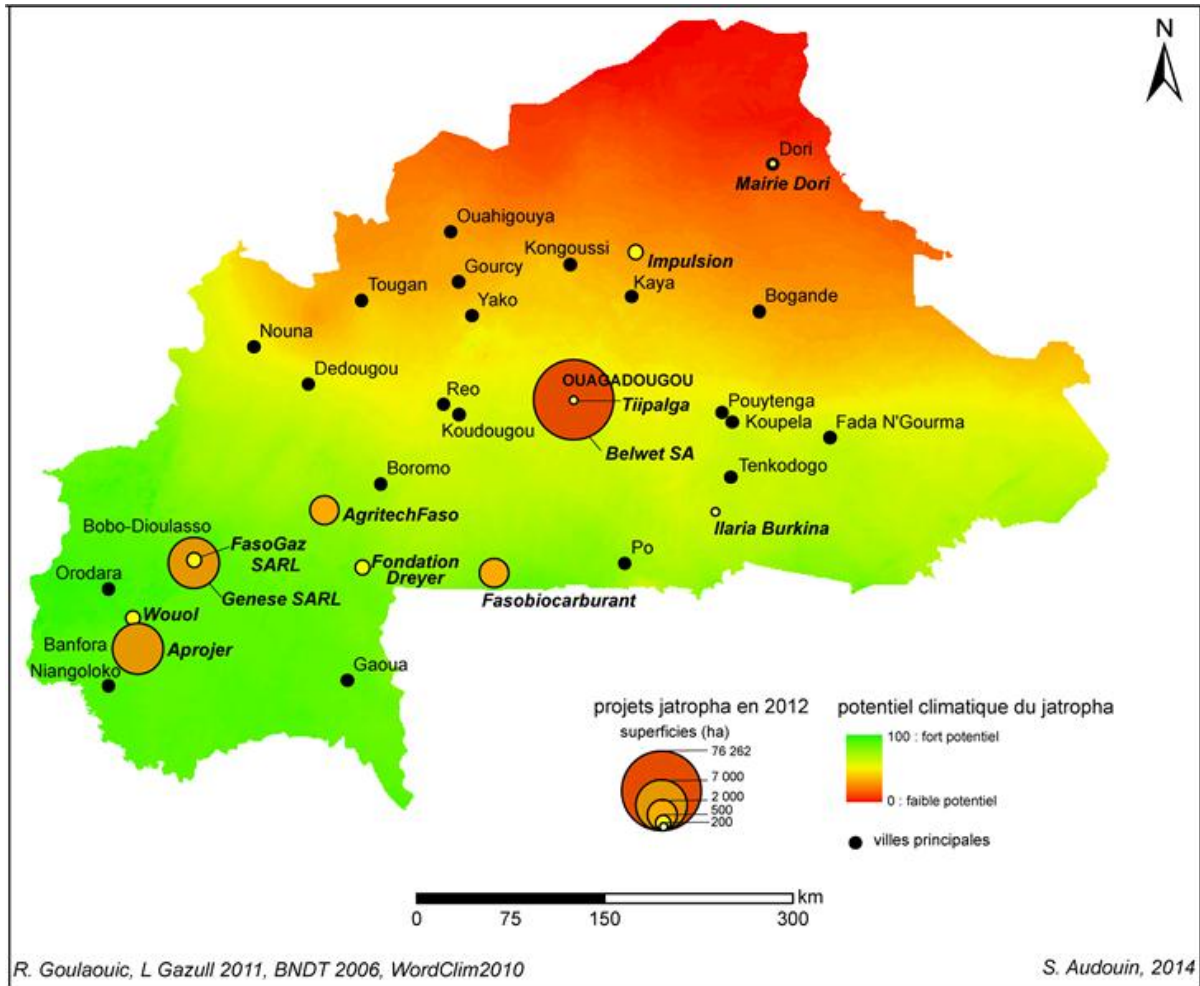 N
Dori
Mairie Dori
Ouahigouya
Kongoussi
Impulsion
Gourcy
Tougan
Kaya
Bogande
Yako
Nouna
Dedougou
OUAGADOUGOU
Reo
Tiipalga
Pouytenga
Koudougou
Koupela
Fada N'Gourma
Belwet SA
Boromo
Tenkodogo
AgritechFaso
Ilaria Burkina
Bobo-Dioulasso
FasoGaz
SARL
Fondation
Dreyer
Po
Orodara
Genese SARL
Fasobiocarburant
Wouol
Banfora
Aprojer
Niangoloko
Gaoua
projets jatropha en 2012
superficies (ha)
76 262
7 000
2 000
500
200
potentiel climatique du jatropha
100 : fort potentiel
0 : faible potentiel
villes principales
km
0 75 150 300
R. Goulaouic, L Gazull 2011, BNDT 2006, WordClim2010
S. Audouin, 2014